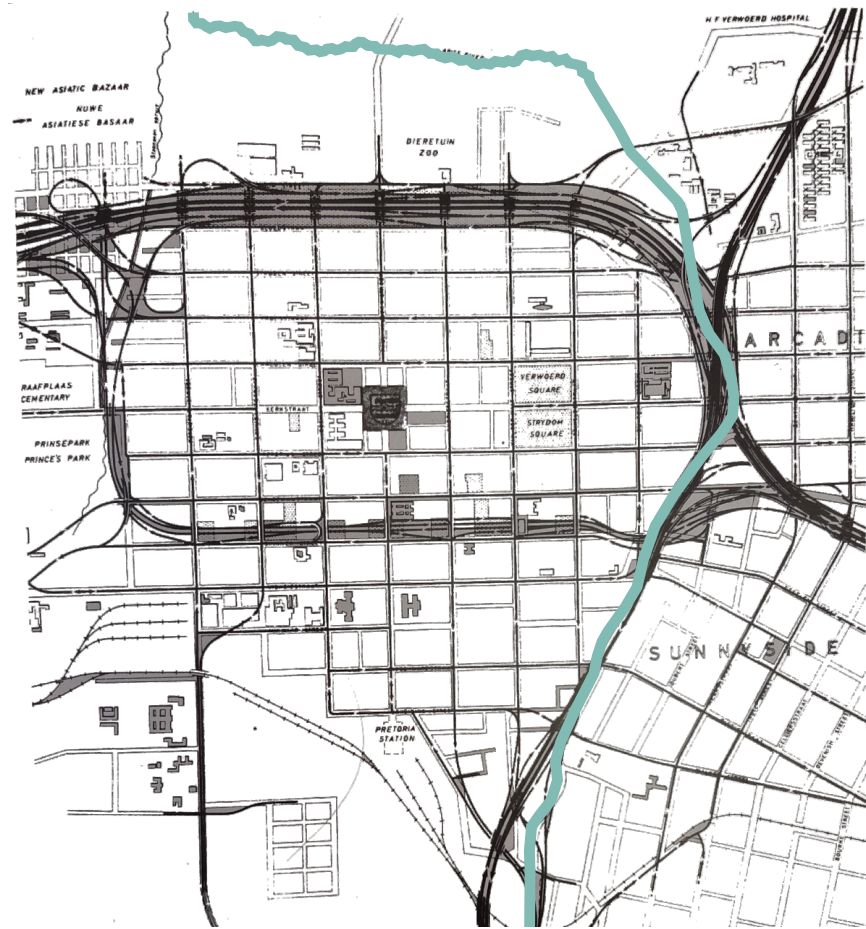 H F VERWOERD HOSPITAL
NEW ASIATIC BAZAAR
NUWE
ASIATIESE BASAAR
DIERETUIN
ZOO
ARCADI
VERWOERD
SQUARE
STRYDOM
SQUARE
RAAFPLAAS
CEMENTARY
KERKSTRAAT
PRINSEPARK
PRINCE'S PARK
SUNNYSIDE
PRETORIA
STATION